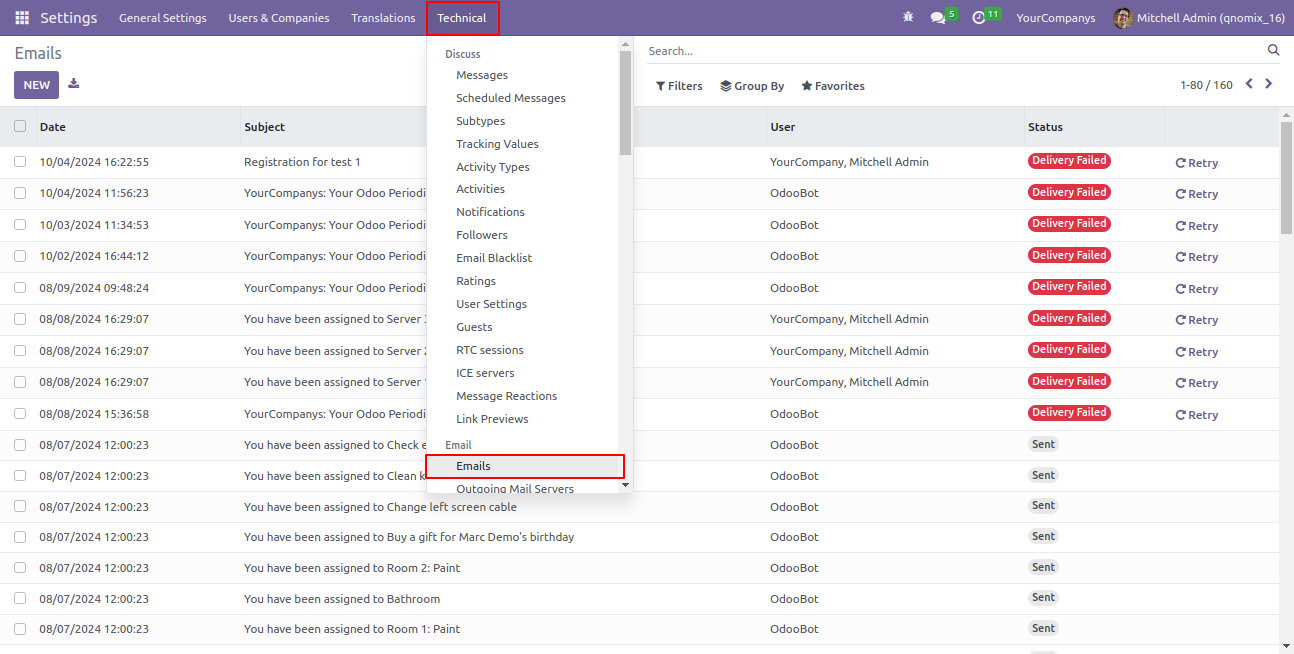 Settings General Settings Users & Companies Translations Technical 5 11 YourCompanys Mitchell Admin (qnomix_16)
Emails
Search...
NEW
Filters Group By Favorites 1-80 / 160
Discuss
Messages
Scheduled Messages
Subtypes
Tracking Values
Activity Types
Activities
Notifications
Followers
Email Blacklist
Ratings
User Settings
Guests
RTC sessions
ICE servers
Message Reactions
Link Previews
Email
Emails
Outgoing Mail Servers
Date Subject User Status
10/04/2024 16:22:55 Registration for test 1 YourCompany, Mitchell Admin Delivery Failed Retry
10/04/2024 11:56:23 YourCompanys: Your Odoo Periodi OdooBot Delivery Failed Retry
10/03/2024 11:34:53 YourCompanys: Your Odoo Periodi OdooBot Delivery Failed Retry
10/02/2024 16:44:12 YourCompanys: Your Odoo Periodi OdooBot Delivery Failed Retry
08/09/2024 09:48:24 YourCompanys: Your Odoo Periodi OdooBot Delivery Failed Retry
08/08/2024 16:29:07 You have been assigned to Server YourCompany, Mitchell Admin Delivery Failed Retry
08/08/2024 16:29:07 You have been assigned to Server 2 YourCompany, Mitchell Admin Delivery Failed Retry
08/08/2024 16:29:07 You have been assigned to Server YourCompany, Mitchell Admin Delivery Failed Retry
08/08/2024 15:36:58 YourCompanys: Your Odoo Periodi OdooBot Delivery Failed Retry
08/07/2024 12:00:23 You have been assigned to Check e OdooBot Sent
08/07/2024 12:00:23 You have been assigned to Clean k OdooBot Sent
08/07/2024 12:00:23 You have been assigned to Change left screen cable OdooBot Sent
08/07/2024 12:00:23 You have been assigned to Buy a gift for Marc Demo's birthday OdooBot Sent
08/07/2024 12:00:23 You have been assigned to Room 2: Paint OdooBot Sent
08/07/2024 12:00:23 You have been assigned to Bathroom OdooBot Sent
08/07/2024 12:00:23 You have been assigned to Room 1: Paint OdooBot Sent